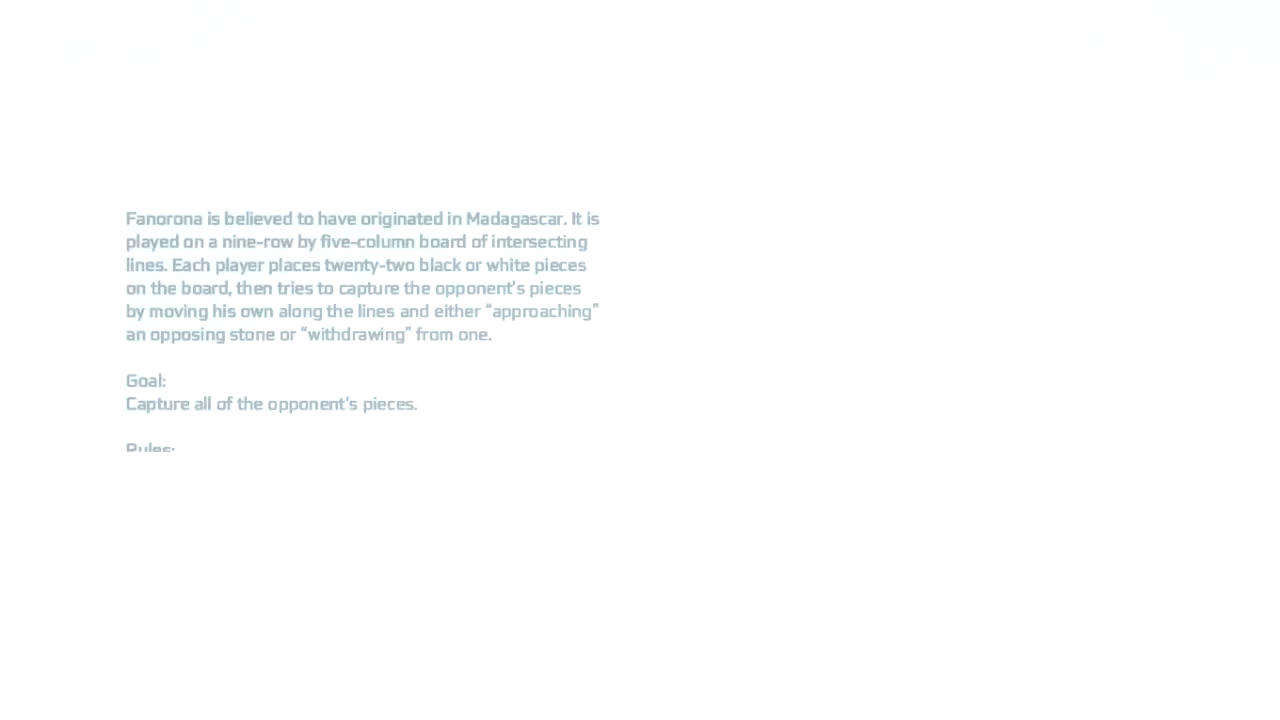 Fanorona is believed to have originated in Madagascar. It is
played on a nine-row by five-column board of intersecting
lines. Each player places twenty-two black or white pieces
on the board, then tries to capture the opponent's pieces
by moving his own along the lines and either “approaching”
an opposing stone or “withdrawing” from one.
Goal:
Capture all of the opponent's pieces.
Rules: